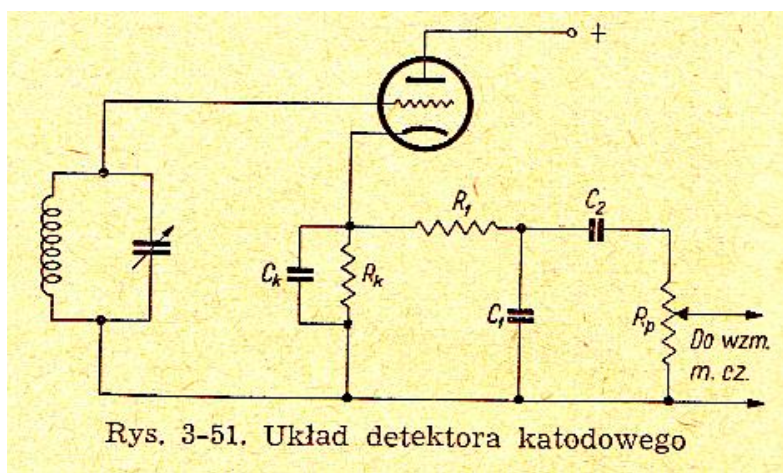 +
R₁
C₂
Cₖ
Rₖ
C₁
Rₚ
Do wzm.
m. cz.
Rys. 3-51. Układ detektora katodowego